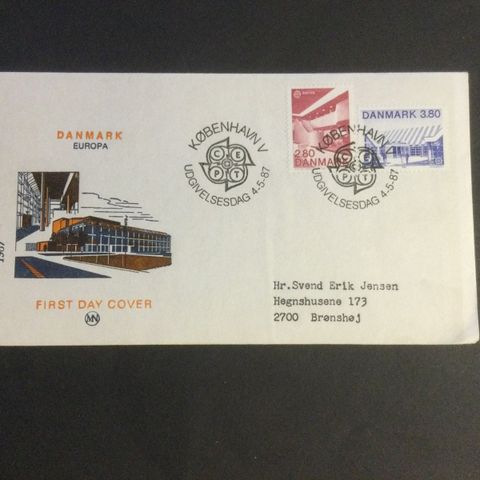 DANMARK
EUROPA
1987
FIRST DAY COVER
MN
KØBENHAVN V
CEPT
UDGIVELSESDAG 4-5-87
2.80
DANMARK
DANMARK 3.80
KØBENHAVN V
CEPT
UDGIVELSESDAG 4-5-87
Hr.Svend Erik Jensen
Hegnshusene 173
2700 Brønshøj